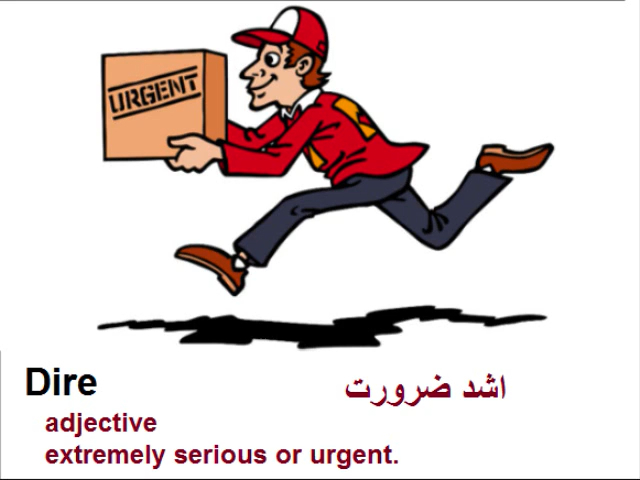 URGENT
Dire
اشد ضرورت
adjective
extremely serious or urgent.